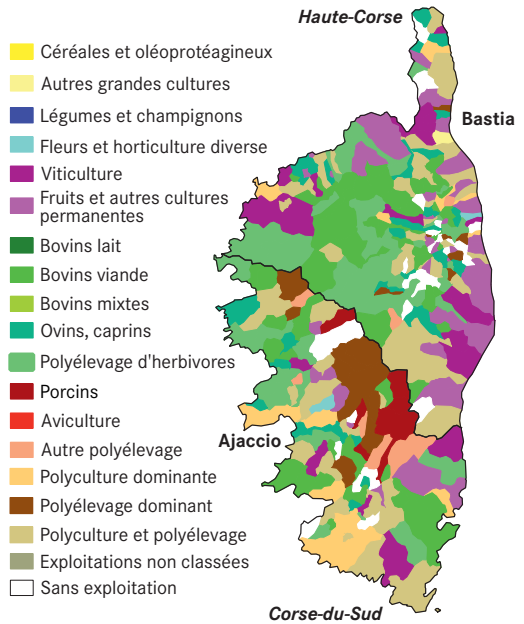 Haute-Corse
Céréales et oléoprotéagineux
Autres grandes cultures
Légumes et champignons
Bastia
Fleurs et horticulture diverse
Viticulture
Fruits et autres cultures
permanentes
Bovins lait
Bovins viande
Bovins mixtes
Ovins, caprins
Polyélevage d'herbivores
Porcins
Aviculture
Ajaccio
Autre polyélevage
Polyculture dominante
Polyélevage dominant
Polyculture et polyélevage
Exploitations non classées
Sans exploitation
Corse-du-Sud